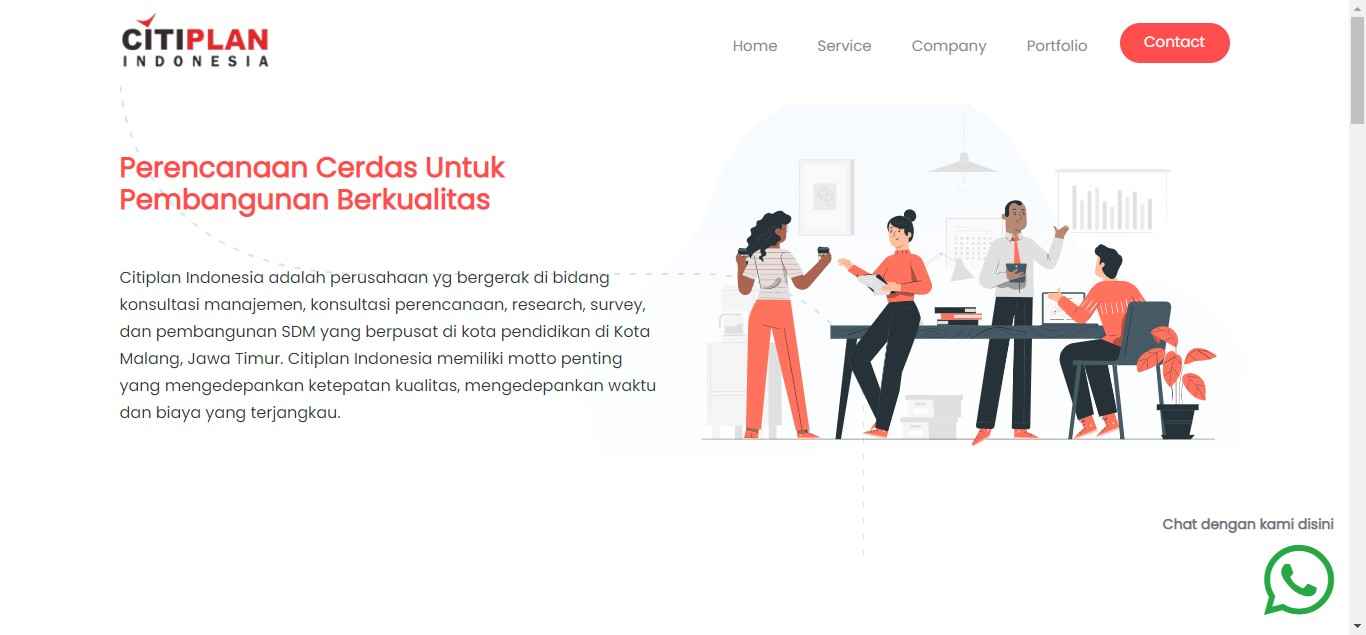 CITIPLAN
INDONESIA
Home
Service
Company
Portfolio
Contact
Perencanaan Cerdas Untuk
Pembangunan Berkualitas
Citiplan Indonesia adalah perusahaan yg bergerak di bidang
konsultasi manajemen, konsultasi perencanaan, research, survey,
dan pembangunan SDM yang berpusat di kota pendidikan di Kota
Malang, Jawa Timur. Citiplan Indonesia memiliki motto penting
yang mengedepankan ketepatan kualitas, mengedepankan waktu
dan biaya yang terjangkau.
Chat dengan kami disini